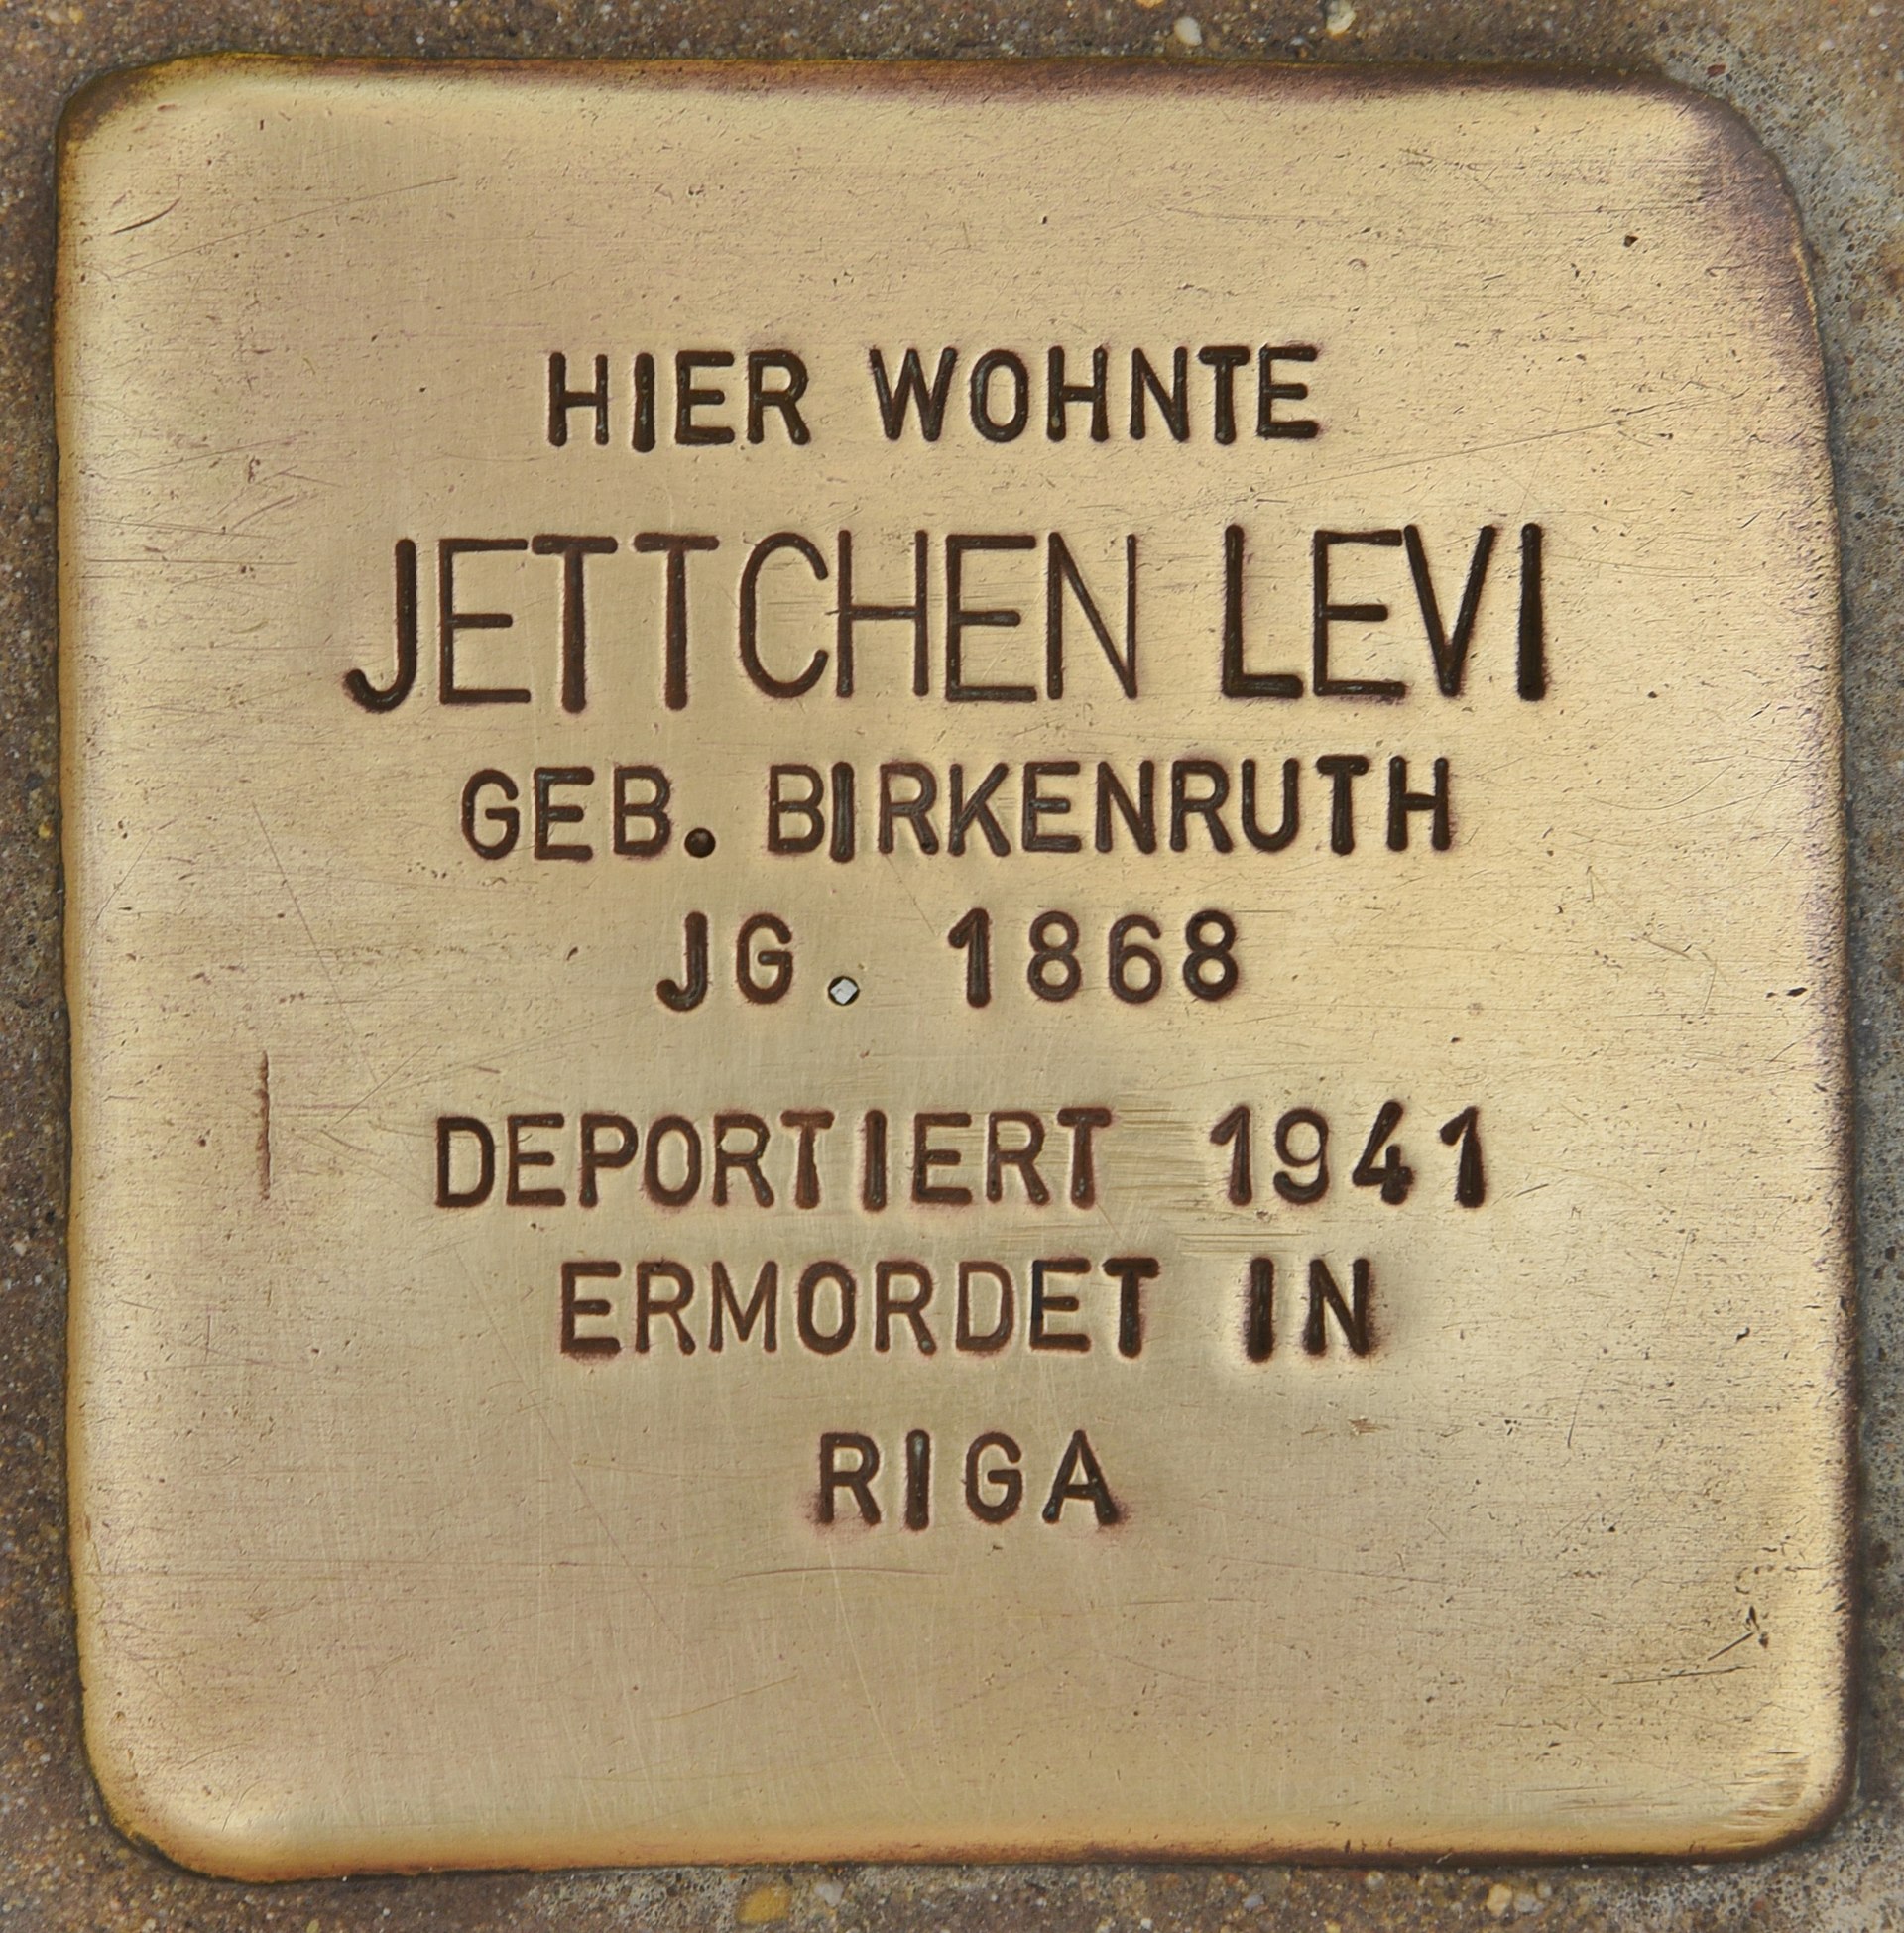 HIER WOHNTE
JETTCHEN LEVI
GEB. BIRKENRUTH
JG. 1868
DEPORTIERT 1941
ERMORDET IN
RIGA